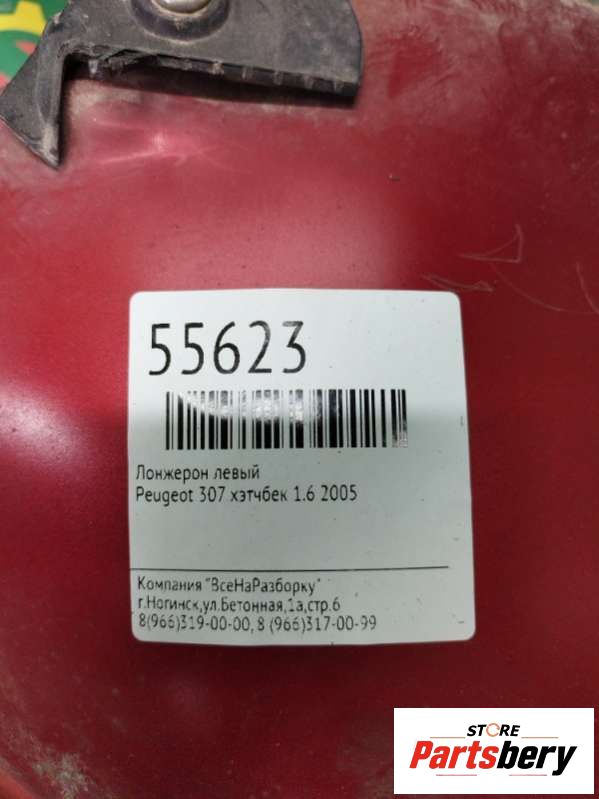 55623
Лонжерон левый
Peugeot 307 хэтчбек 1.6 2005
Компания "ВсеНаРазборку"
г.Ногинск,ул.Бетонная,1а,стр.6
8(966)319-00-00, 8 (966)317-00-99
STORE
Partsbery